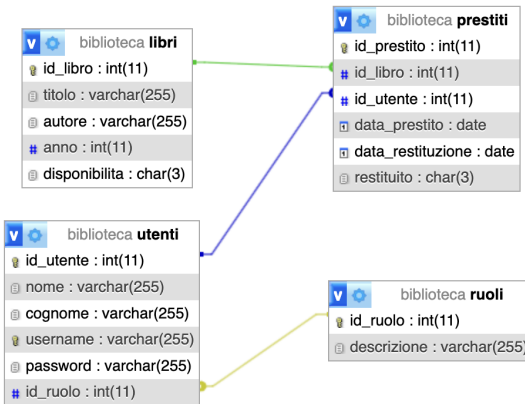 v biblioteca libri
id_libro : int(11)
titolo : varchar(255)
autore : varchar(255)
# anno : int(11)
disponibilita : char(3)
v biblioteca prestiti
id_prestito : int(11)
# id_libro : int(11)
# id_utente : int(11)
data_prestito : date
data_restituzione : date
restituito : char(3)
v biblioteca utenti
id_utente : int(11)
nome : varchar(255)
cognome : varchar(255)
username : varchar(255)
password : varchar(255)
# id_ruolo : int(11)
v biblioteca ruoli
id_ruolo : int(11)
descrizione : varchar(255)